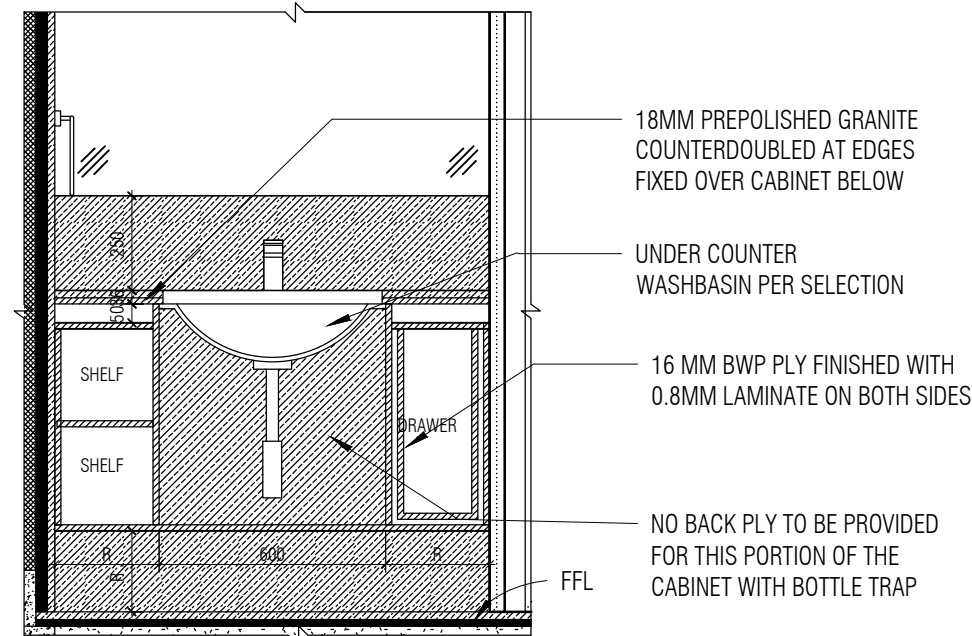 18MM PREPOLISHED GRANITE
COUNTERDOUBLED AT EDGES
FIXED OVER CABINET BELOW
250
UNDER COUNTER
WASHBASIN PER SELECTION
50
36
SHELF
16 MM BWP PLY FINISHED WITH
0.8MM LAMINATE ON BOTH SIDES
DRAWER
SHELF
NO BACK PLY TO BE PROVIDED
FOR THIS PORTION OF THE
CABINET WITH BOTTLE TRAP
R
600
R
R
FFL